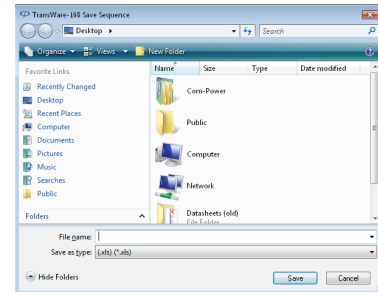 TransWare-168 Save Sequence
Desktop
Search
Organize Views New Folder
Favorite Links
Recently Changed
Desktop
Recent Places
Computer
Documents
Pictures
Music
Searches
Public
Folders
Name Size Type Date modified
Com-Power
Public
Computer
Network
Datasheets (old)
File Folder
File name:
Save as type: (.xls) (*.xls)
Hide Folders
Save Cancel